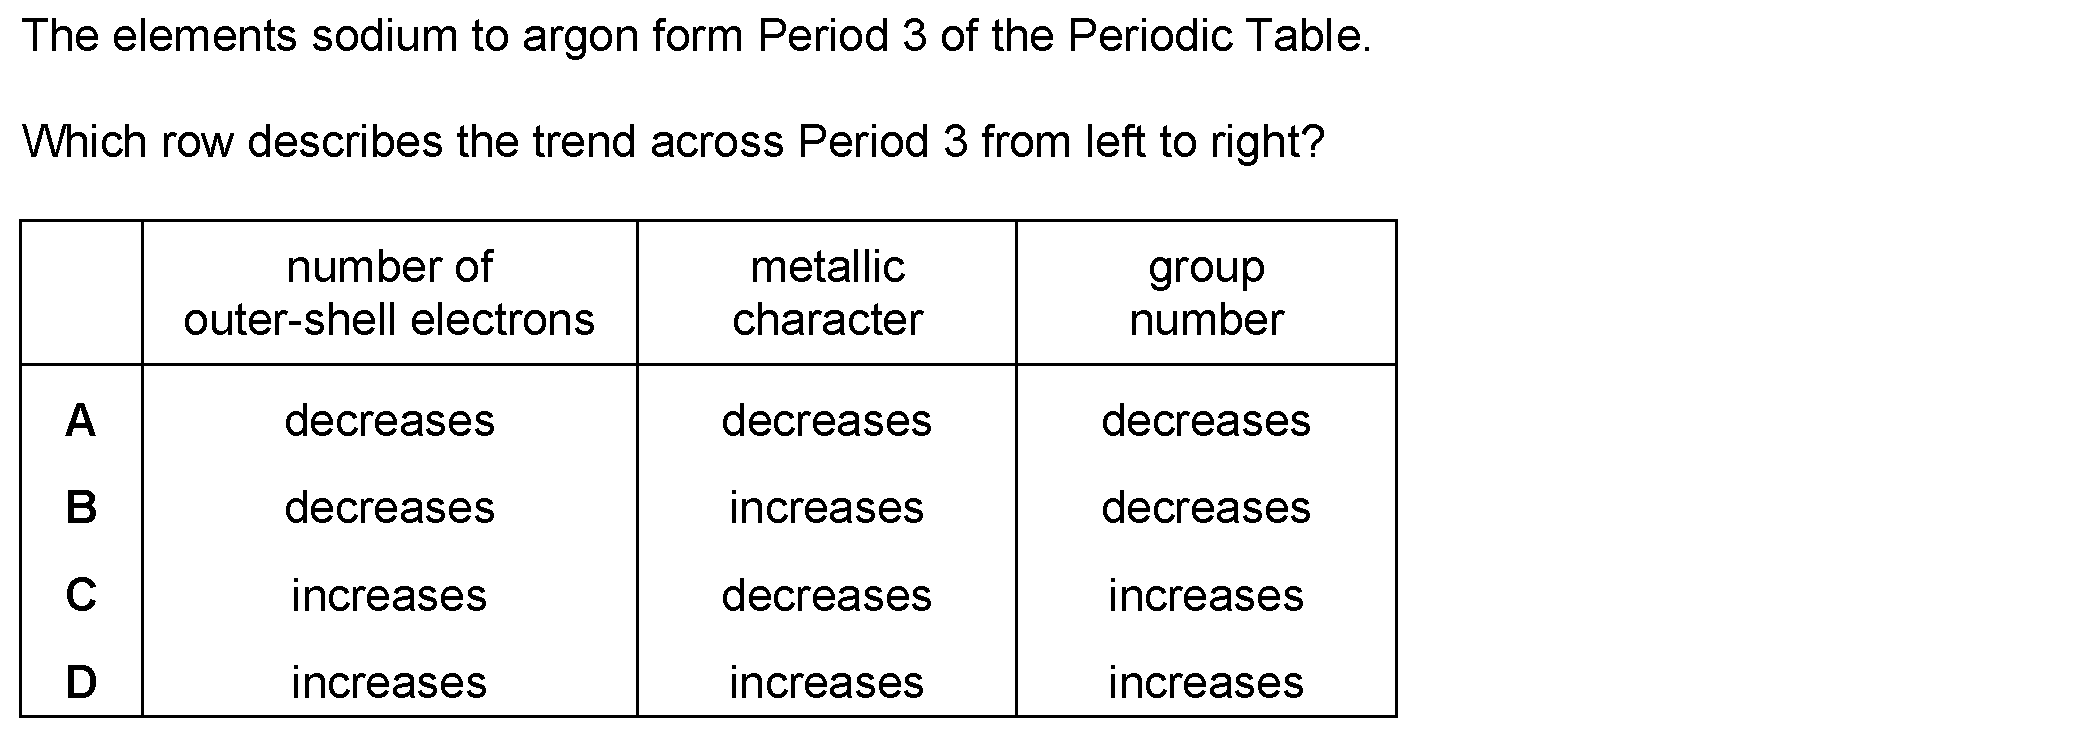 The elements sodium to argon form Period 3 of the Periodic Table.
Which row describes the trend across Period 3 from left to right?
number of outer-shell electrons metallic character group number
A decreases decreases decreases
B decreases increases decreases
C increases decreases increases
D increases increases increases